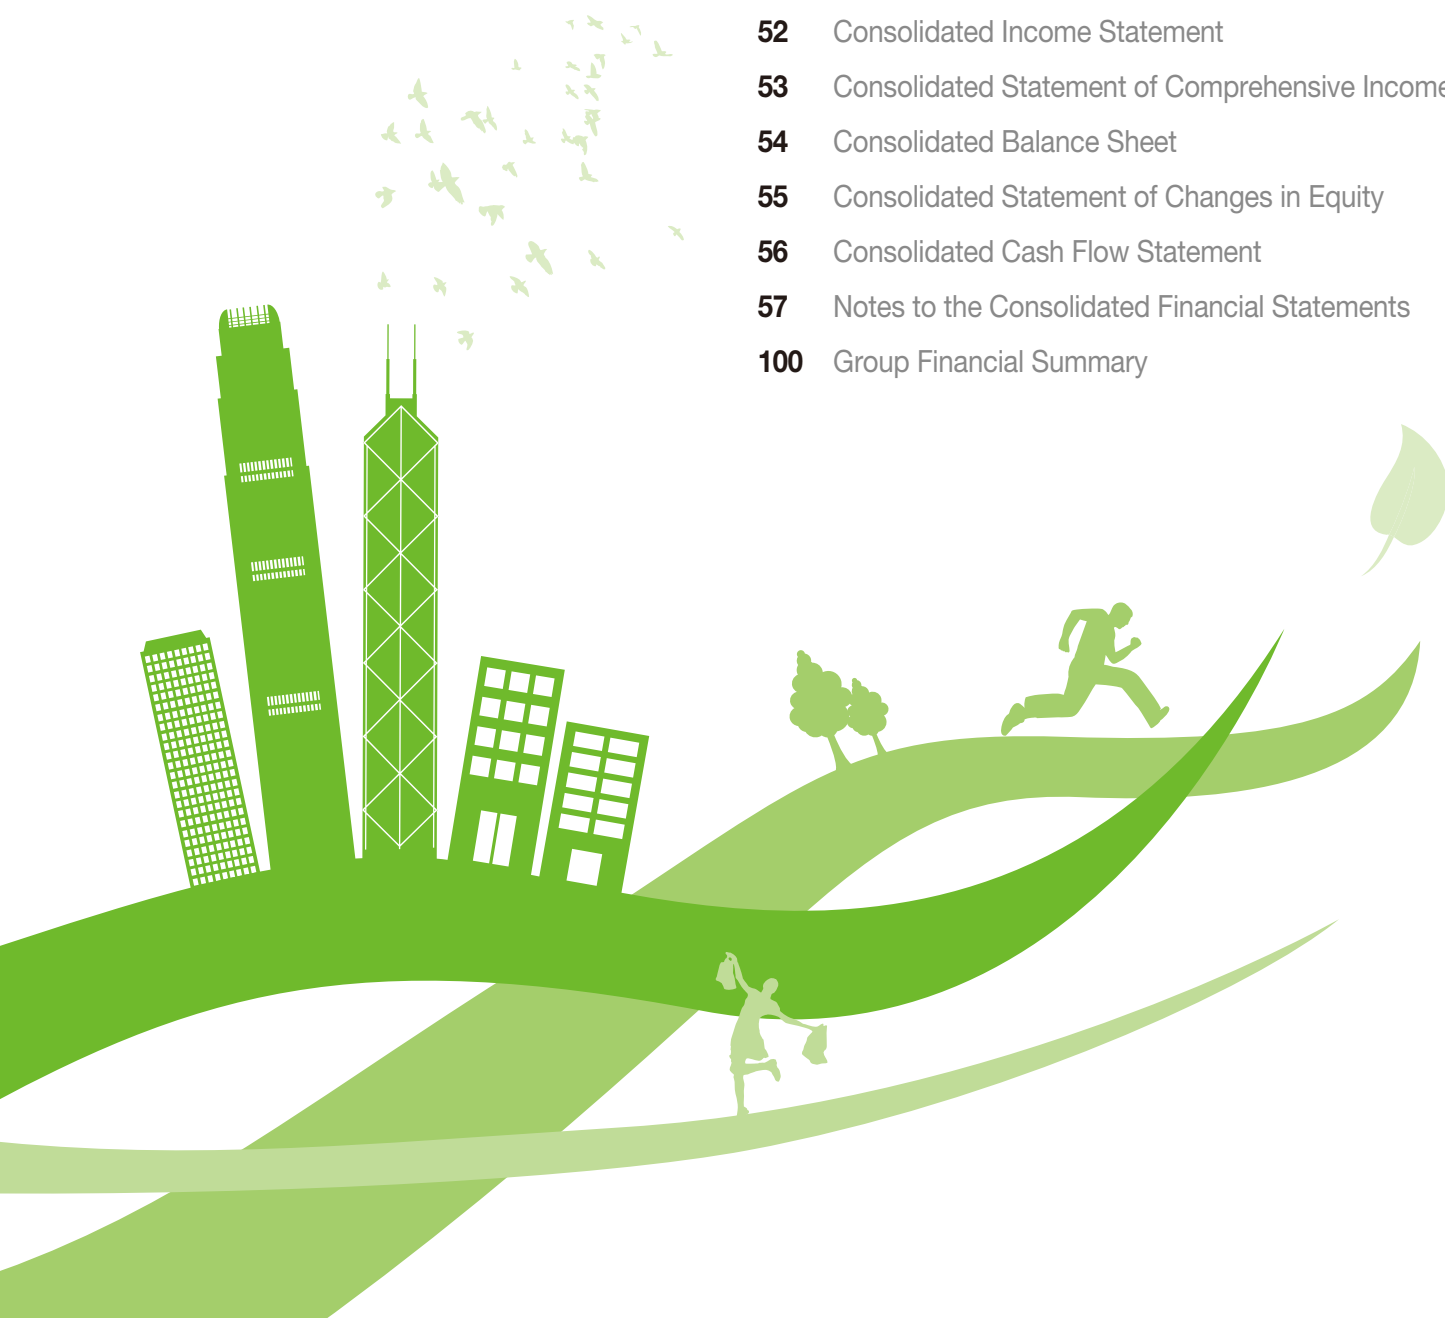 52 Consolidated Income Statement
53 Consolidated Statement of Comprehensive Income
54 Consolidated Balance Sheet
55 Consolidated Statement of Changes in Equity
56 Consolidated Cash Flow Statement
57 Notes to the Consolidated Financial Statements
100 Group Financial Summary